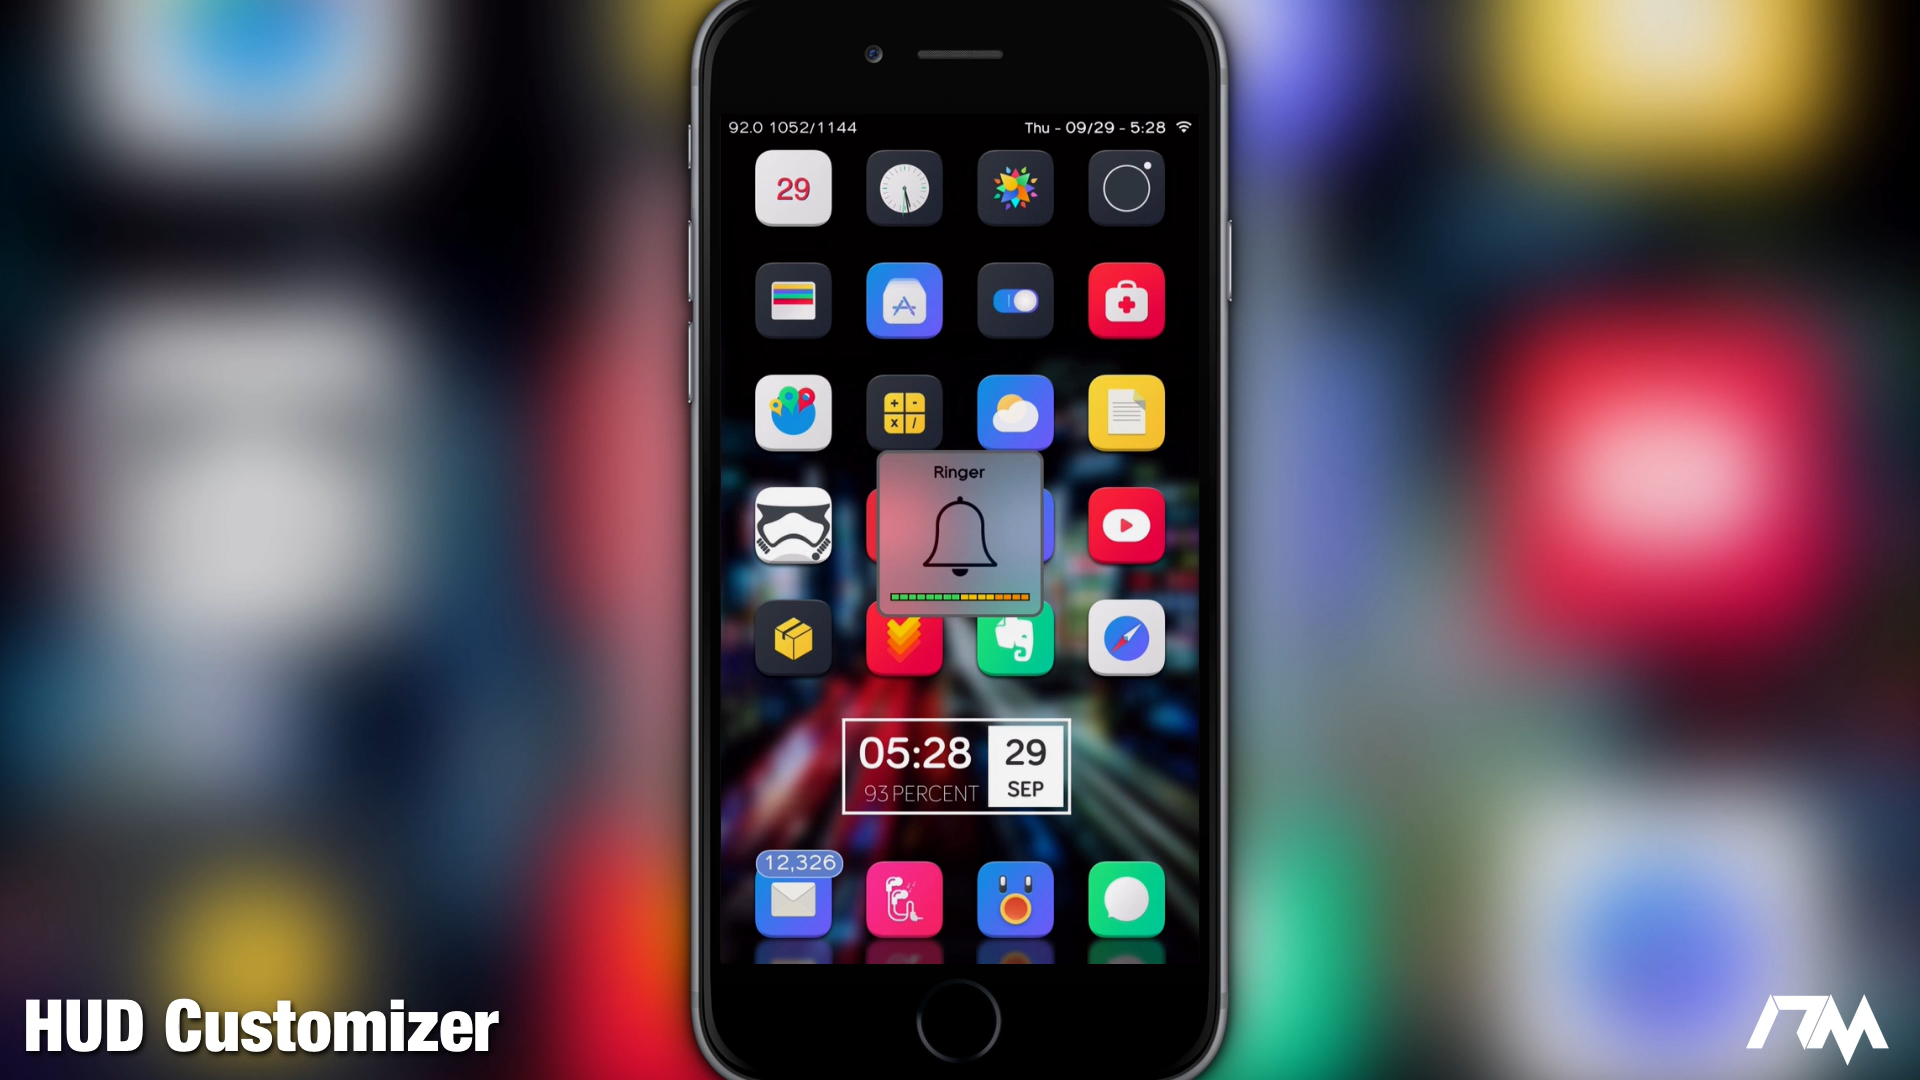 92.0 1052/1144
Thu - 09/29 - 5:28
29
+ -
x /
Ringer
05:28
93 PERCENT
29
SEP
12,326
HUD Customizer